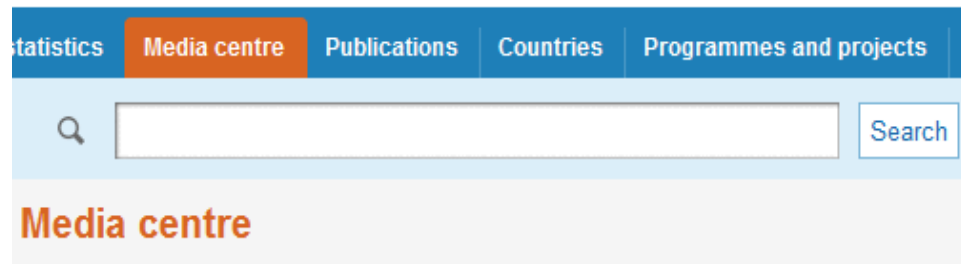 statistics Media centre Publications Countries Programmes and projects
Search
Media centre